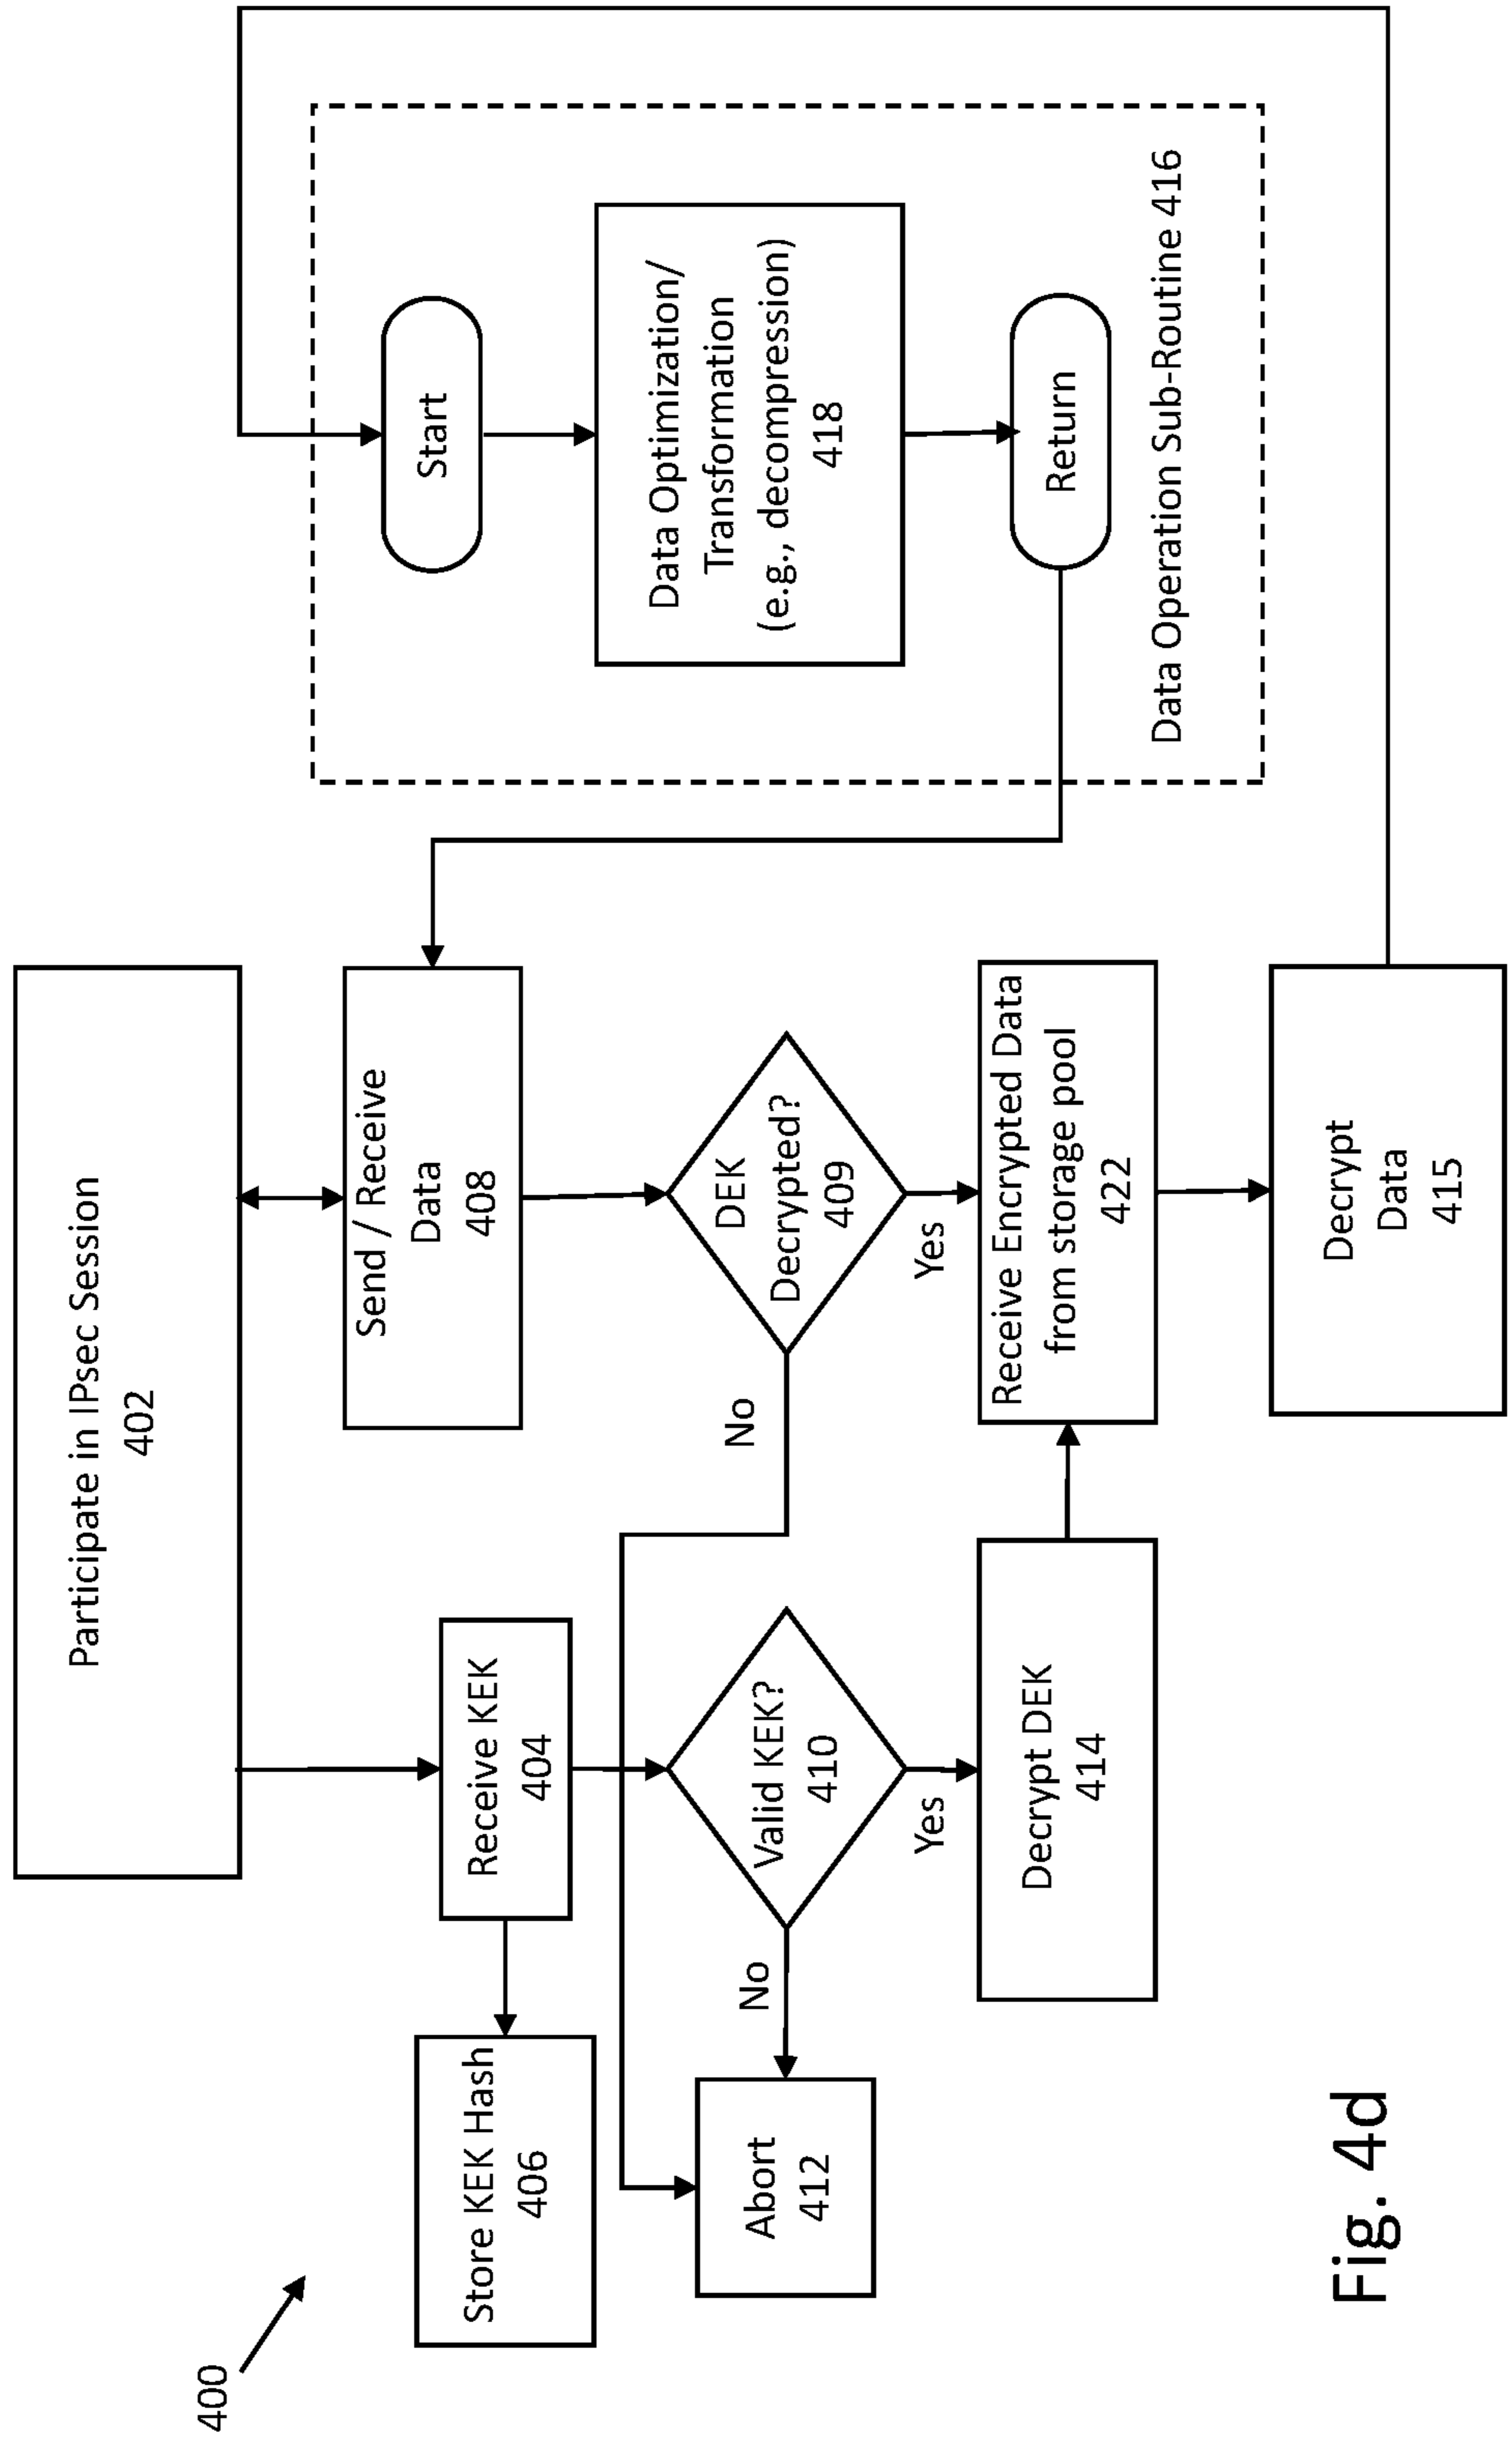 400
Participate in IPsec Session
402
Store KEK Hash
406
Receive KEK
404
Send / Receive
Data
408
Start
Abort
412
No
Valid KEK?
410
Yes
No
DEK
Decrypted?
409
Yes
Data Optimization/
Transformation
(e.g., decompression)
418
Decrypt DEK
414
Receive Encrypted Data
from storage pool
422
Return
Data Operation Sub-Routine 416
Decrypt
Data
415
Fig. 4d